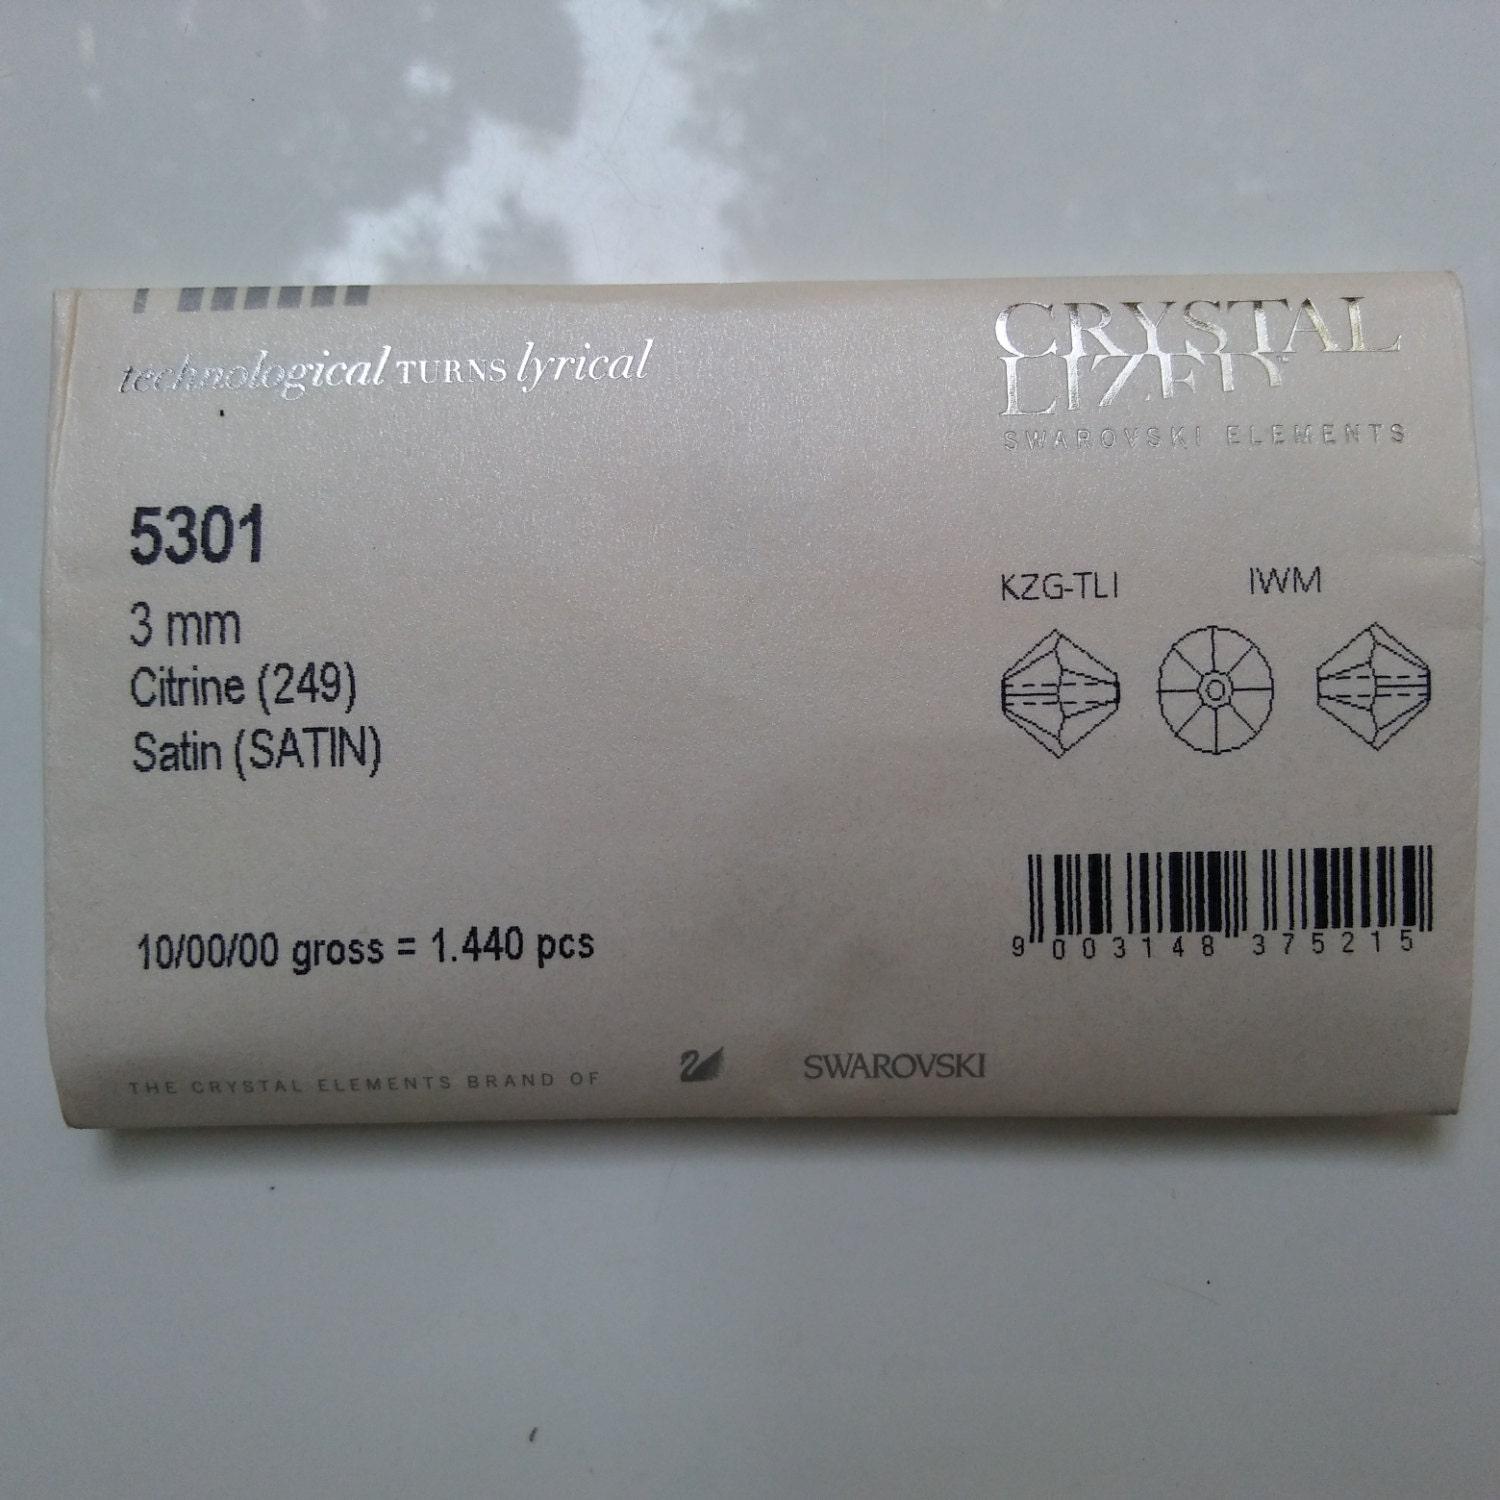 technological TURNS lyrical
CRYSTAL
LIZED™
SWAROVSKI ELEMENTS
5301
3 mm
Citrine (249)
Satin (SATIN)
KZG-TLI IWM
10/00/00 gross = 1.440 pcs
9 003148 375215
THE CRYSTAL ELEMENTS BRAND OF SWAROVSKI